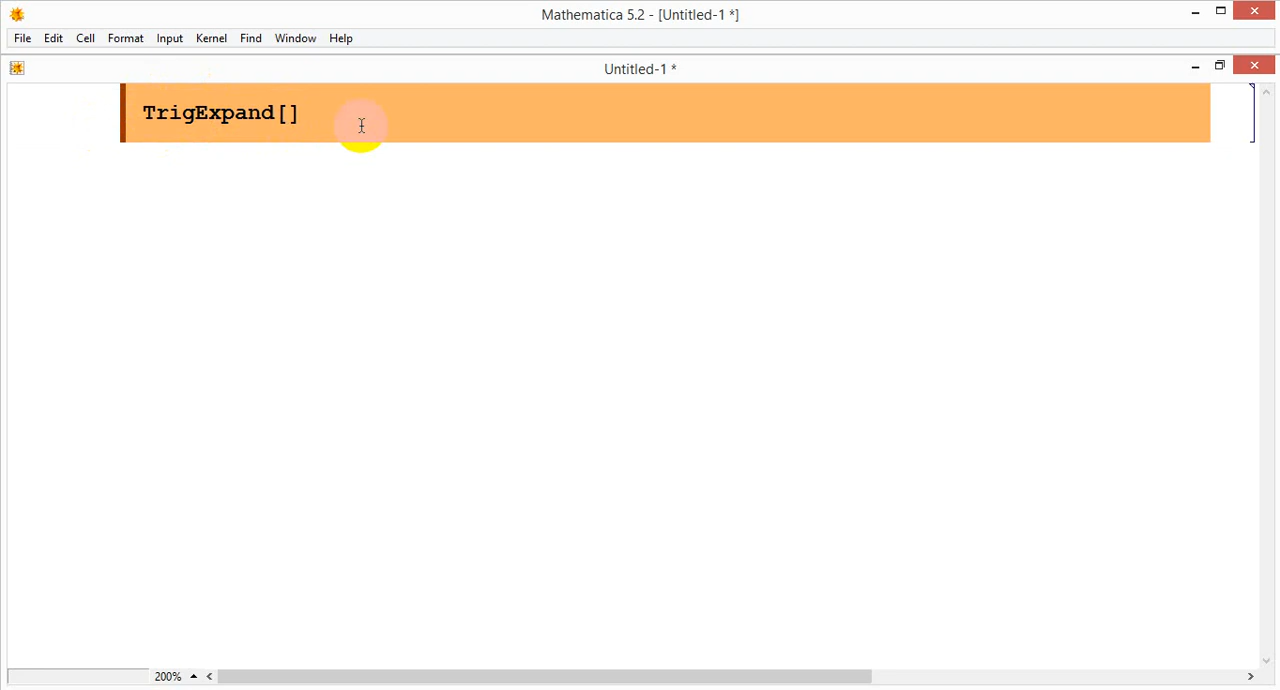 Mathematica 5.2 - [Untitled-1 *]
File Edit Cell Format Input Kernel Find Window Help
Untitled-1 *
TrigExpand[]
200%